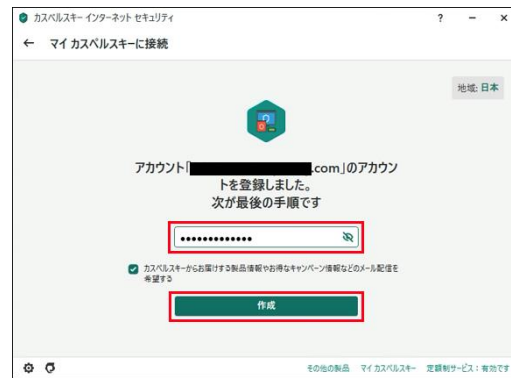 カスペルスキー インターネット セキュリティ
マイ カスペルスキーに接続
地域: 日本
アカウント「.com」のアカウン
トを登録しました。
次が最後の手順です
•••••••••••••
カスペルスキーからお届けする製品情報やお得なキャンペーン情報などのメール配信を
希望する
作成
その他の製品 マイ カスペルスキー 定額制サービス：有効です